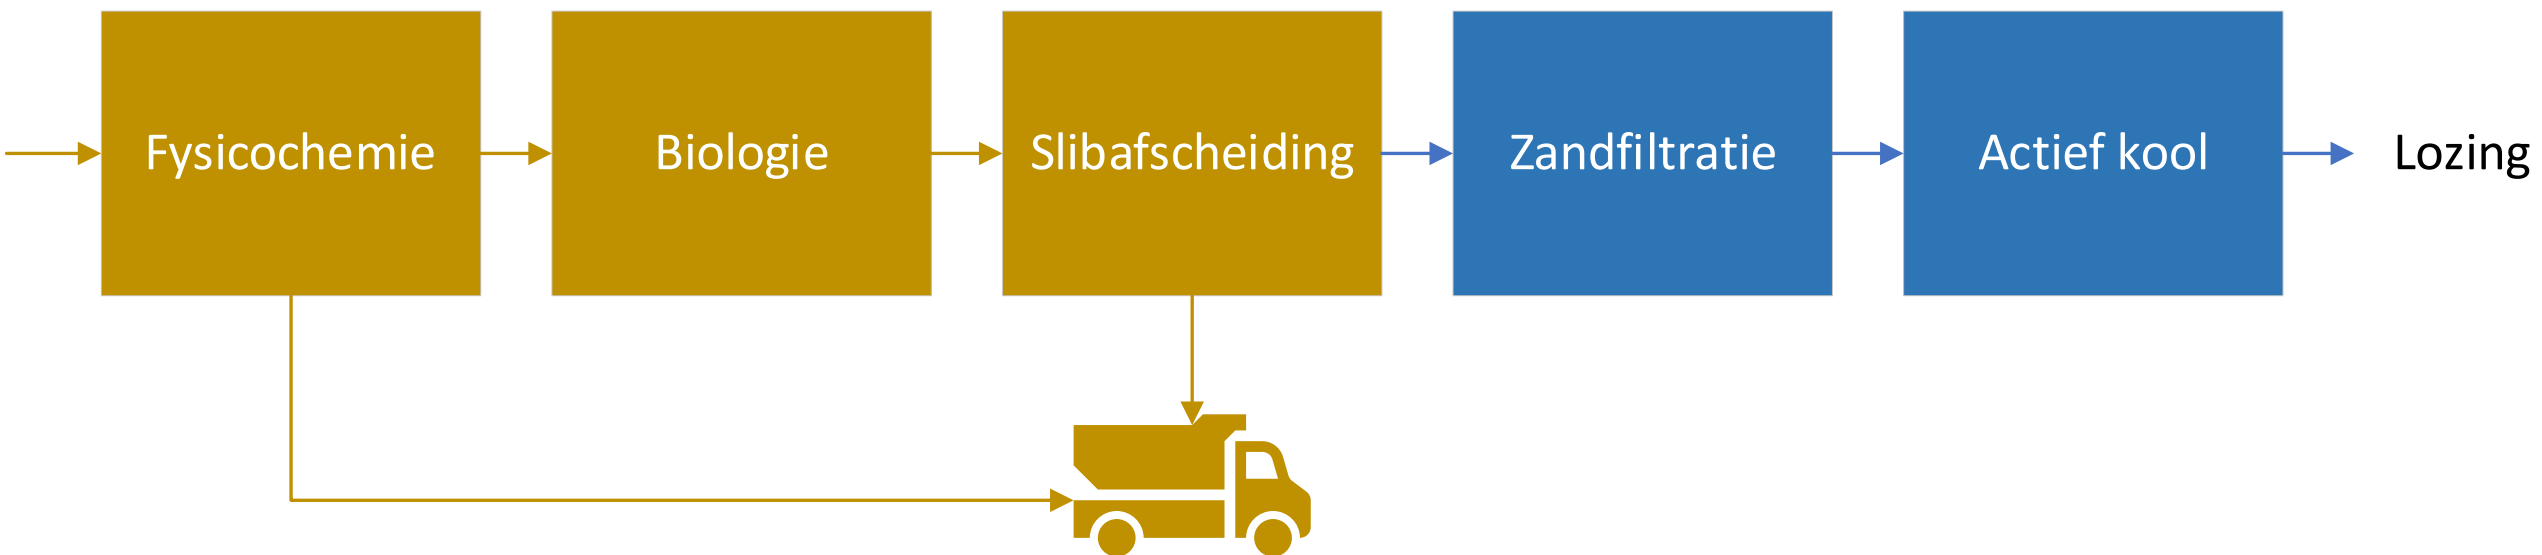 Fysicochemie
Biologie
Slibafscheiding
Zandfiltratie
Actief kool
Lozing